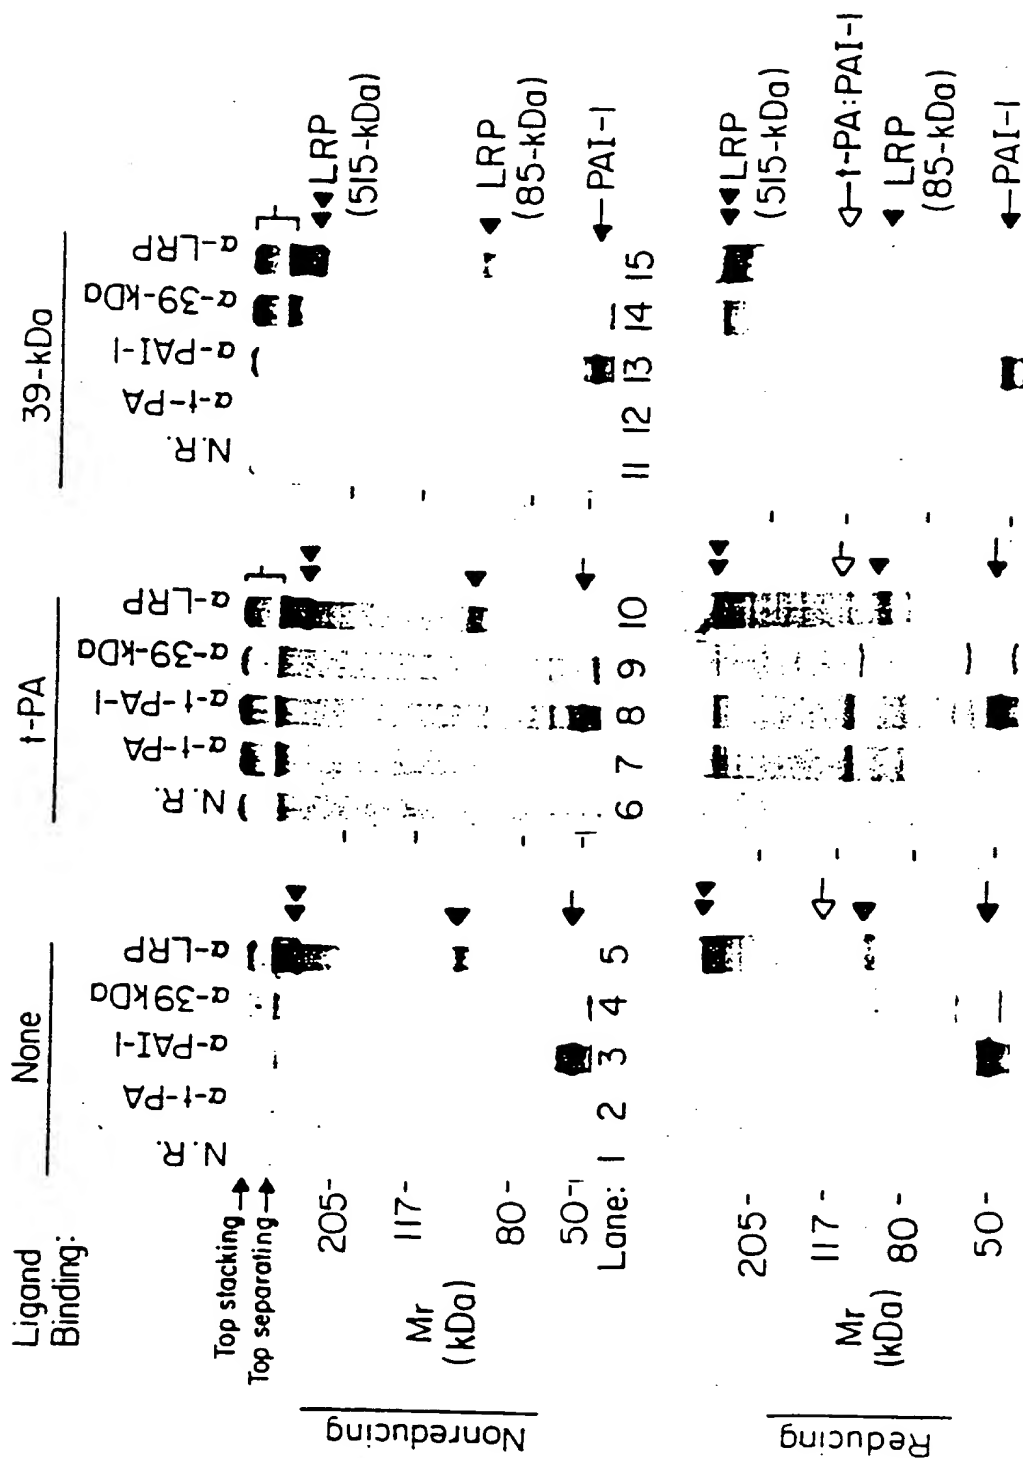 Ligand Binding: None t-PA 39-kDa
N.R. α-t-PA α-PAI-1 α-39kDa α-LRP
N.R. α-t-PA α-t-PA-1 α-39-kDa α-LRP
N.R. α-t-PA α-PAI-1 α-39-kDa α-LRP
Top stacking
Top separating
Nonreducing
Mr (kDa)
205-
117-
80-
50-
LRP (515-kDa)
LRP (85-kDa)
PAI-1
Lane: 1 2 3 4 5 6 7 8 9 10 11 12 13 14 15
Reducing
Mr (kDa)
205-
117-
80-
50-
LRP (515-kDa)
t-PA:PAI-1
LRP (85-kDa)
PAI-1